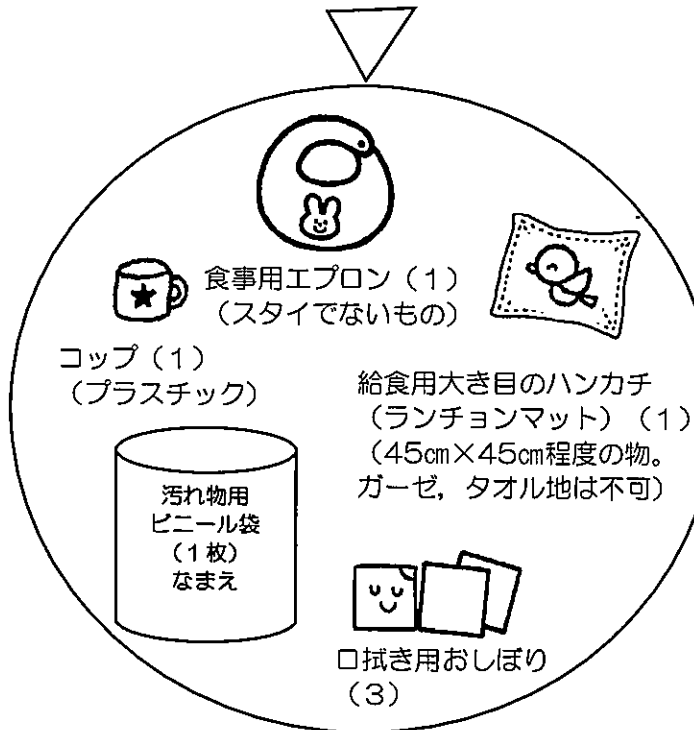 食事用エプロン（１）
（スタイでないもの）
コップ（１）
（プラスチック）
給食用大き目のハンカチ
（ランチョンマット）（１）
（45㎝×45㎝程度の物。
ガーゼ，タオル地は不可）
汚れ物用
ビニール袋
（１枚）
なまえ
口拭き用おしぼり
（３）